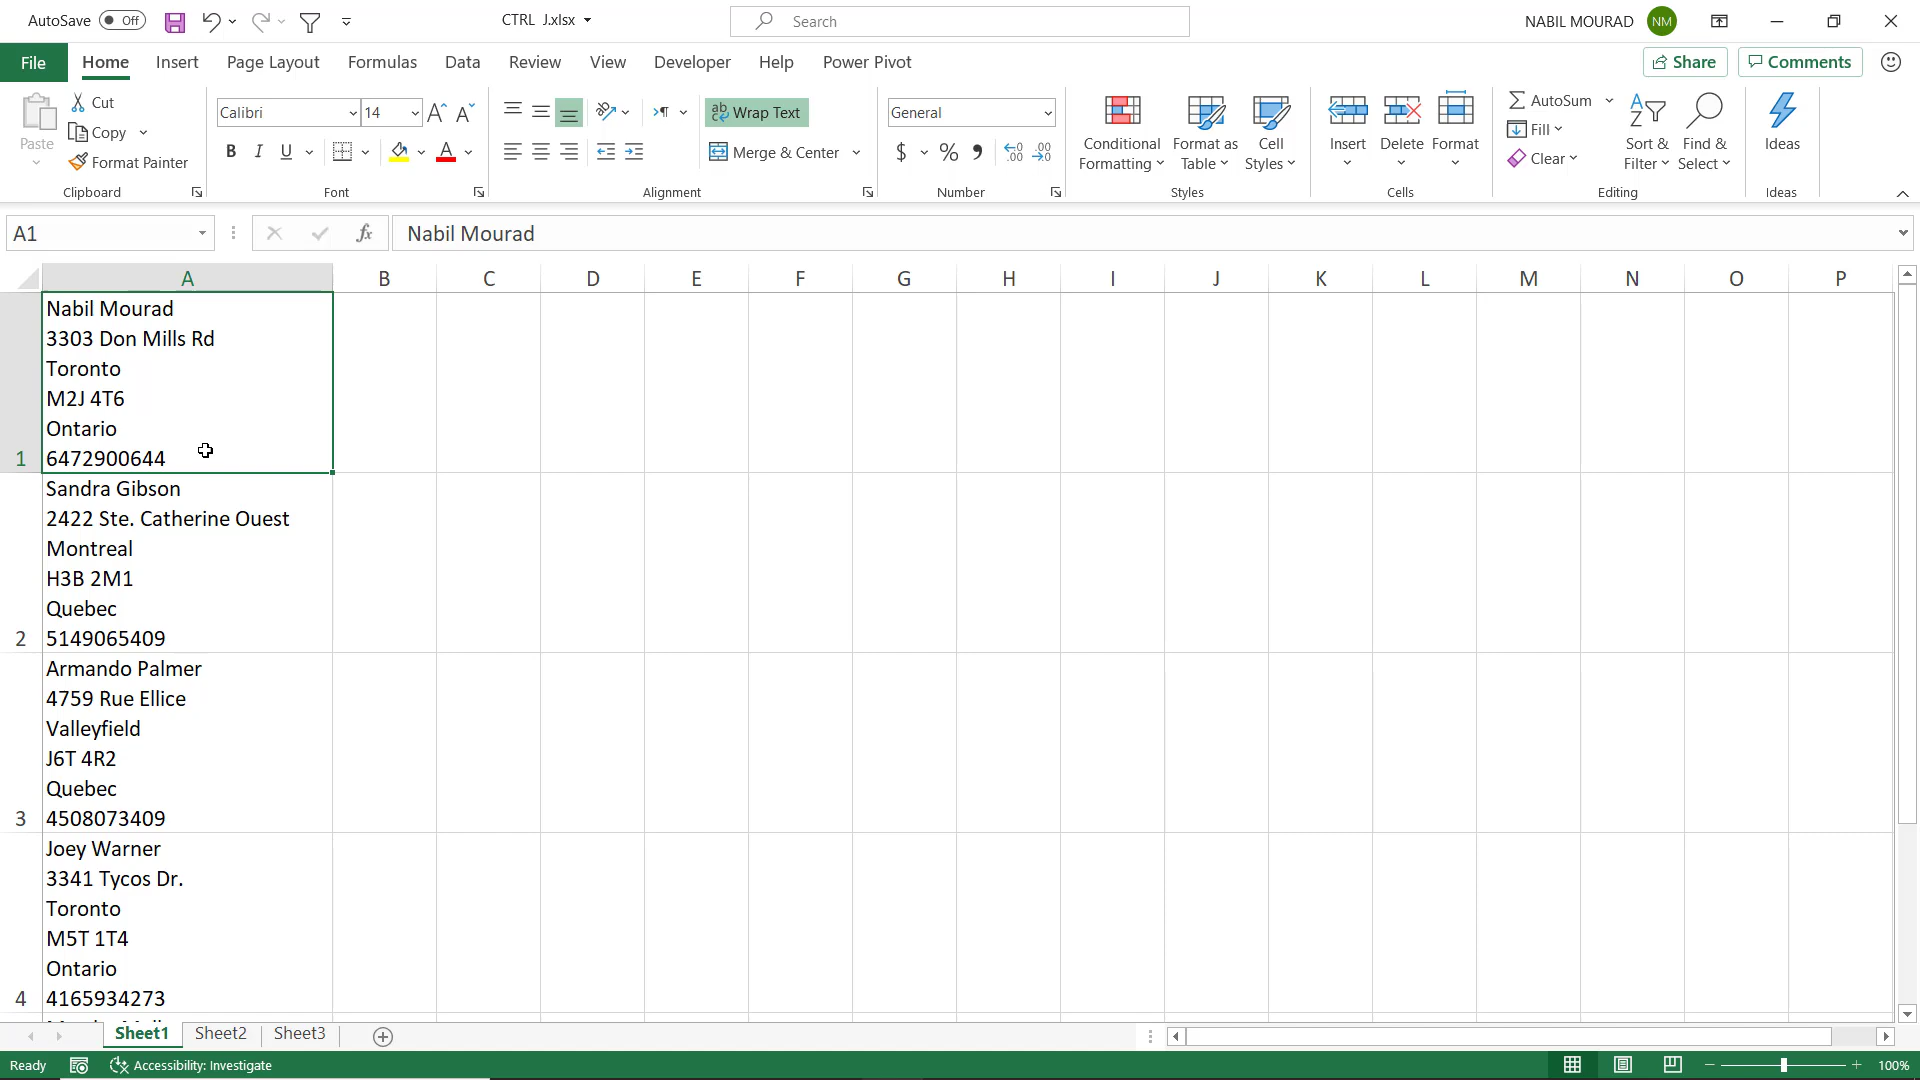 AutoSave Off CTRL J.xlsx Search NABIL MOURAD NM
File Home Insert Page Layout Formulas Data Developer Review View Help Power Pivot Share Comments
Cut
Copy
Format Painter
Paste
Clipboard
Calibri 14
B I U A
Font
Wrap Text
Merge & Center
Alignment
General
$ % 9
Number
Conditional Formatting
Format as Table
Cell Styles
Styles
Insert
Delete
Format
Cells
AutoSum
Fill
Clear
Sort & Filter
Find & Select
Editing
Ideas
Ideas
A1 fx Nabil Mourad
A B C D E F G H I J K L M N O P
Nabil Mourad
3303 Don Mills Rd
Toronto
M2J 4T6
Ontario
1 6472900644
Sandra Gibson
2422 Ste. Catherine Ouest
Montreal
H3B 2M1
Quebec
2 5149065409
Armando Palmer
4759 Rue Ellice
Valleyfield
J6T 4R2
Quebec
3 4508073409
Joey Warner
3341 Tycos Dr.
Toronto
M5T 1T4
Ontario
4 4165934273
Sheet1 Sheet2 Sheet3
Ready Accessibility: Investigate 100%